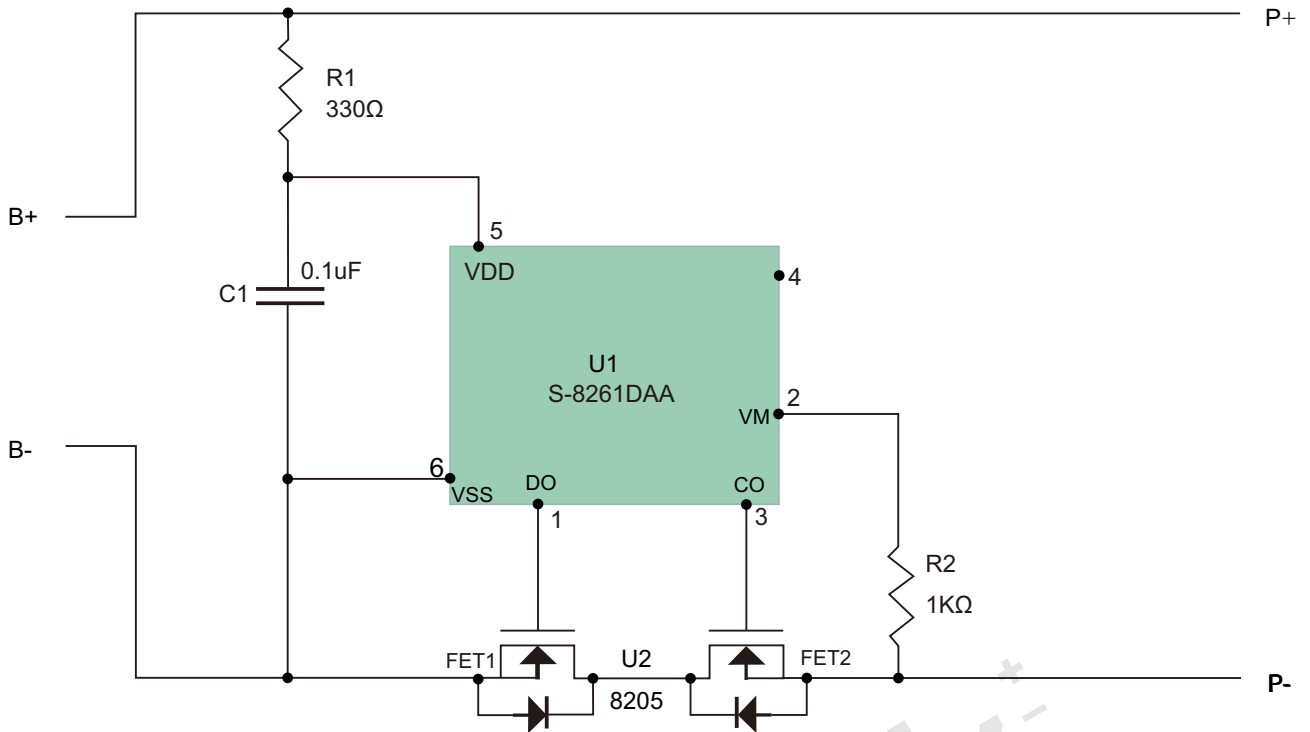 P+
R1
330Ω
B+
5
VDD
4
0.1uF
C1
U1
S-8261DAA
2
VM
B-
6
VSS
DO
CO
1
3
R2
1KΩ
FET1
U2
FET2
8205
P-